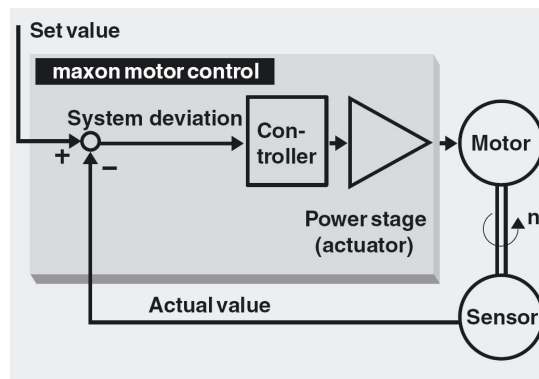 Set value
maxon motor control
System deviation
+
−
Con-
troller
Motor
Power stage
(actuator)
n
Actual value
Sensor